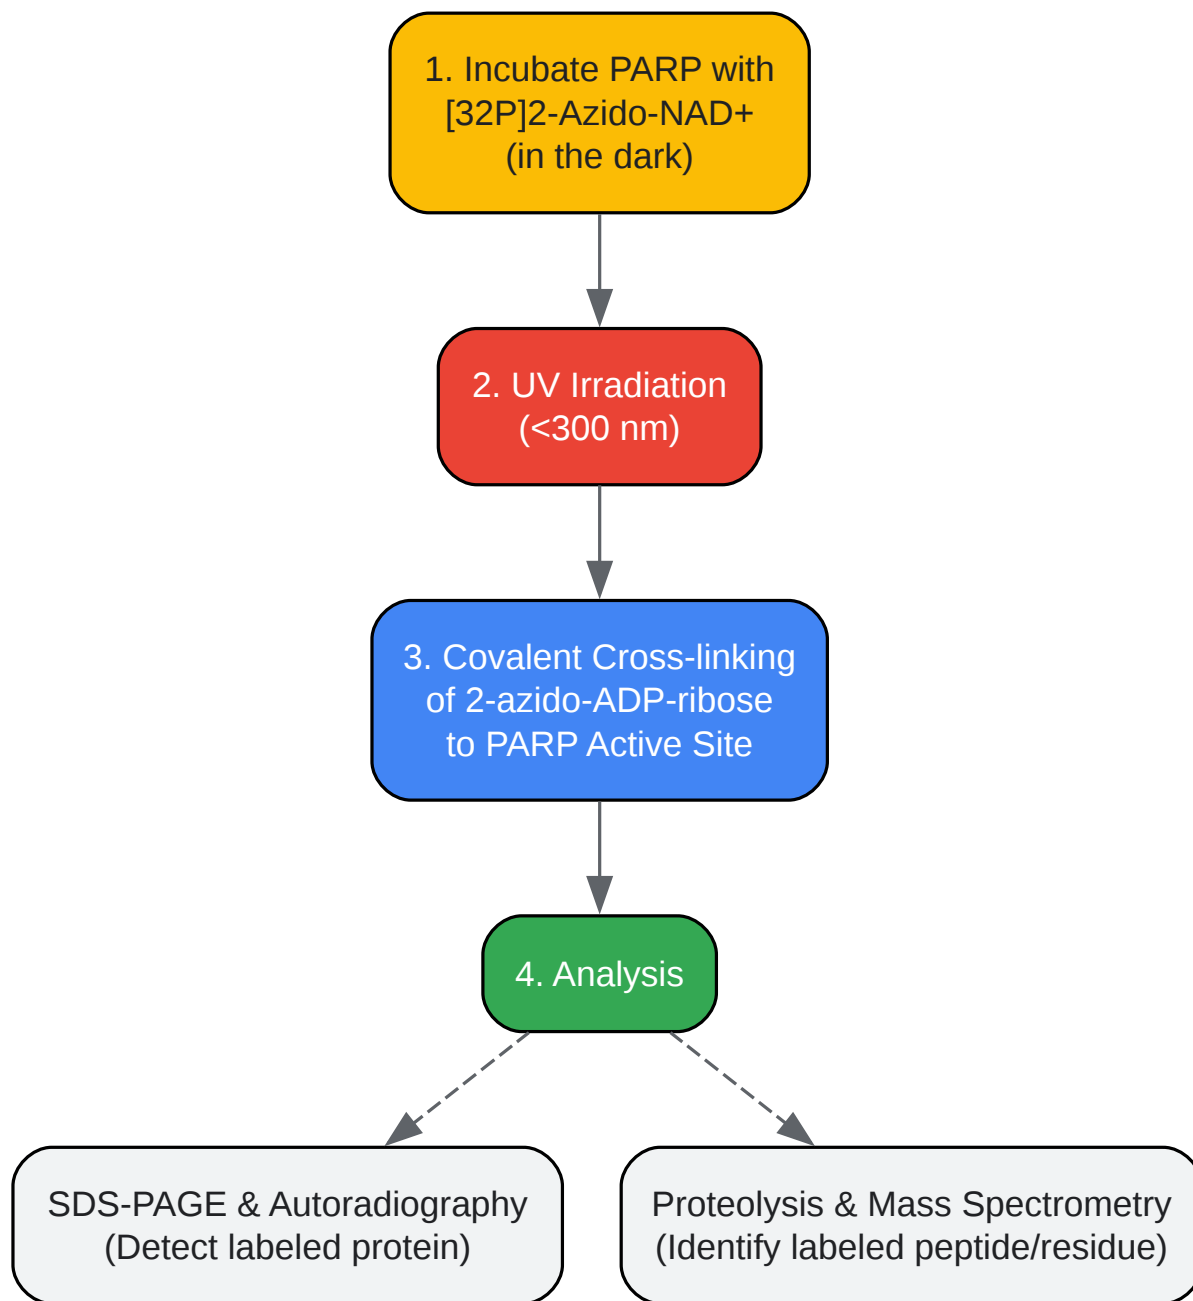 1. Incubate PARP with
[32P]2-Azido-NAD+
(in the dark)
2. UV Irradiation
(<300 nm)
3. Covalent Cross-linking
of 2-azido-ADP-ribose
to PARP Active Site
4. Analysis
SDS-PAGE & Autoradiography
(Detect labeled protein)
Proteolysis & Mass Spectrometry
(Identify labeled peptide/residue)